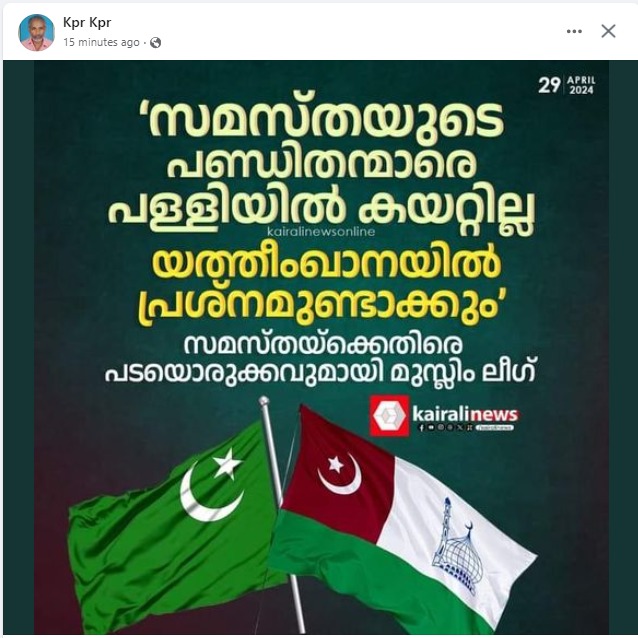 Kpr Kpr
15 minutes ago
29 APRIL 2024
‘സമസ്തയുടെ
പണ്ഡിതന്മാരെ
പള്ളിയിൽ കയറ്റില്ല
kairalinewsonline
യത്തീംഖാനയിൽ
പ്രശ്നമുണ്ടാക്കും’
സമസ്തയ്ക്കെതിരെ
പടയൊരുക്കവുമായി മുസ്ലിം ലീഗ്
kairalinews